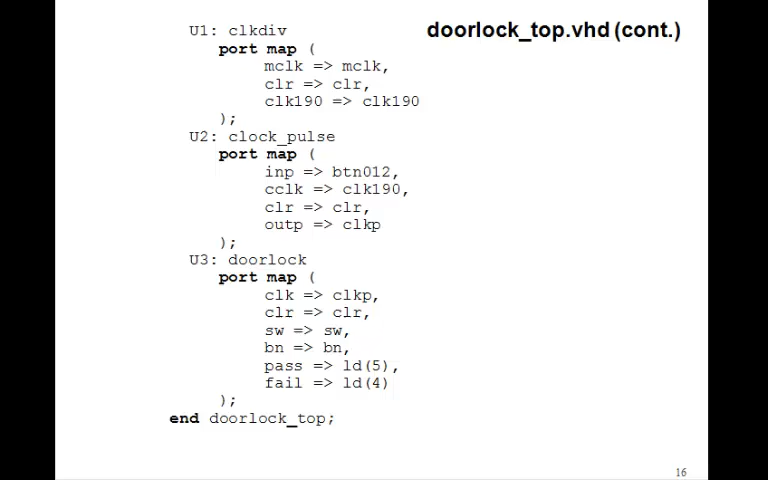 doorlock_top.vhd (cont.)
U1: clkdiv
port map (
mclk => mclk,
clr => clr,
clk190 => clk190
);
U2: clock_pulse
port map (
inp => btn012,
cclk => clk190,
clr => clr,
outp => clkp
);
U3: doorlock
port map (
clk => clkp,
clr => clr,
sw => sw,
bn => bn,
pass => ld(5),
fail => ld(4)
);
end doorlock_top;
16